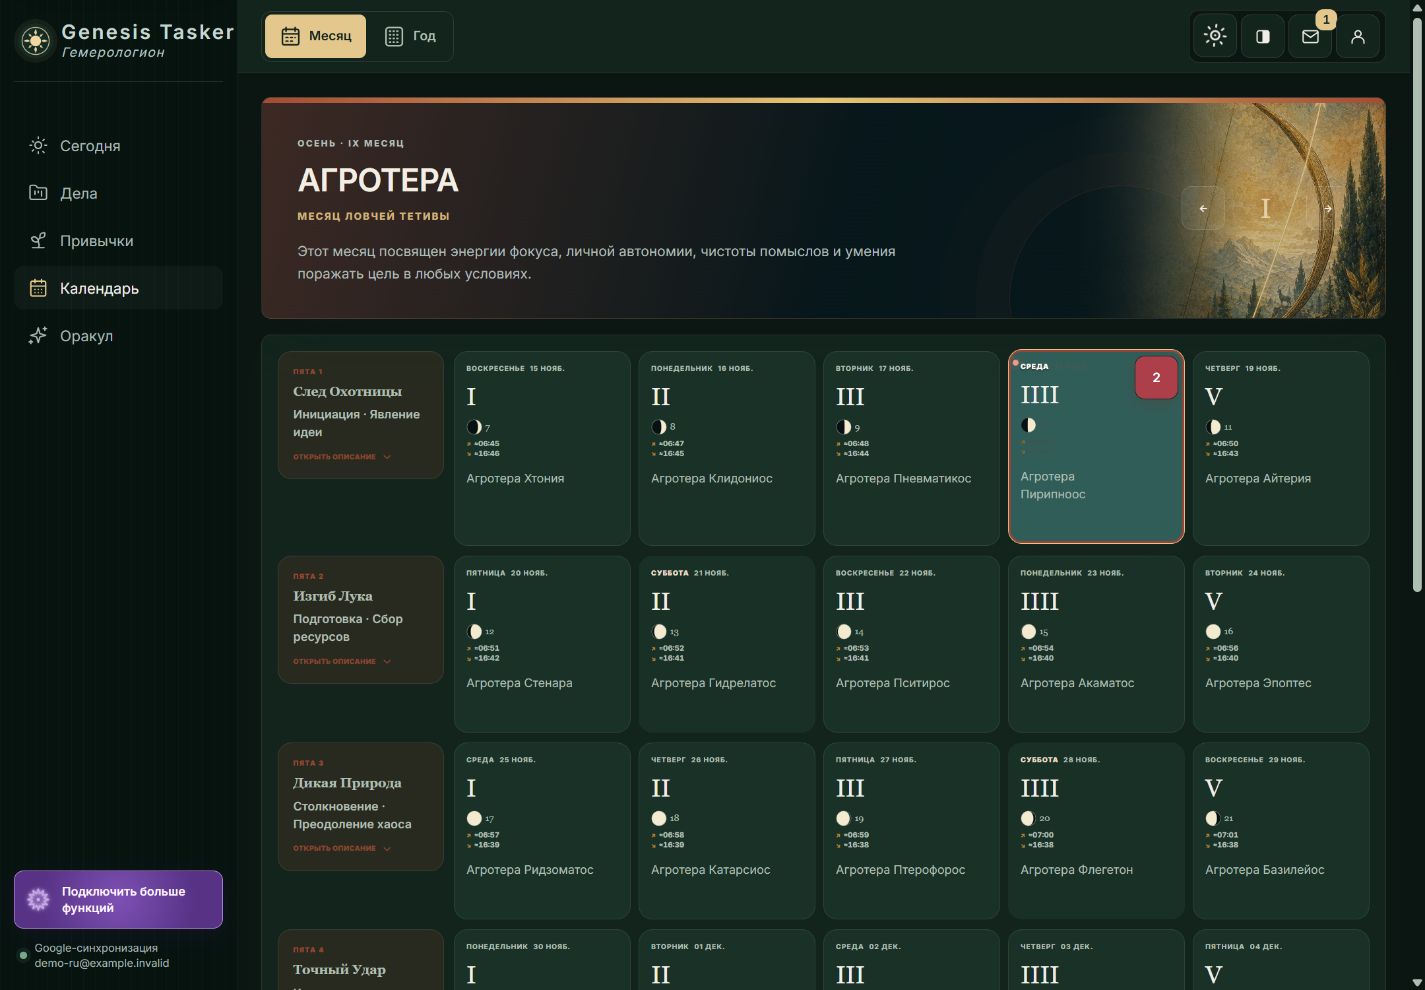 Genesis Tasker
Гемерологион
Месяц
Год
1
Сегодня
Дела
Привычки
Календарь
Оракул
Подключить больше
функций
Google-синхронизация
demo-ru@example.invalid
ОСЕНЬ · IX МЕСЯЦ
АГРОТЕРА
МЕСЯЦ ЛОВЧЕЙ ТЕТИВЫ
Этот месяц посвящен энергии фокуса, личной автономии, чистоты помыслов и умения
поражать цель в любых условиях.
← I →
ПЯТА 1
След Охотницы
Инициация · Явление
идеи
ОТКРЫТЬ ОПИСАНИЕ
ВОСКРЕСЕНЬЕ 15 НОЯБ.
I
7
≈06:45
≈16:46
Агротера Хтония
ПОНЕДЕЛЬНИК 16 НОЯБ.
II
8
≈06:47
≈16:45
Агротера Клидониос
ВТОРНИК 17 НОЯБ.
III
9
≈06:48
≈16:44
Агротера Пневматикос
СРЕДА
2
IIII
Агротера
Пирипноос
ЧЕТВЕРГ 19 НОЯБ.
V
11
≈06:50
≈16:43
Агротера Айтерия
ПЯТА 2
Изгиб Лука
Подготовка · Сбор
ресурсов
ОТКРЫТЬ ОПИСАНИЕ
ПЯТНИЦА 20 НОЯБ.
I
12
≈06:51
≈16:42
Агротера Стенара
СУББОТА 21 НОЯБ.
II
13
≈06:52
≈16:41
Агротера Гидрелатос
ВОСКРЕСЕНЬЕ 22 НОЯБ.
III
14
≈06:53
≈16:41
Агротера Пситирос
ПОНЕДЕЛЬНИК 23 НОЯБ.
IIII
15
≈06:54
≈16:40
Агротера Акаматос
ВТОРНИК 24 НОЯБ.
V
16
≈06:56
≈16:40
Агротера Эпоптес
ПЯТА 3
Дикая Природа
Столкновение ·
Преодоление хаоса
ОТКРЫТЬ ОПИСАНИЕ
СРЕДА 25 НОЯБ.
I
17
≈06:57
≈16:39
Агротера Ридзоматос
ЧЕТВЕРГ 26 НОЯБ.
II
18
≈06:58
≈16:39
Агротера Катарсиос
ПЯТНИЦА 27 НОЯБ.
III
19
≈06:59
≈16:38
Агротера Птерофорос
СУББОТА 28 НОЯБ.
IIII
20
≈07:00
≈16:38
Агротера Флегетон
ВОСКРЕСЕНЬЕ 29 НОЯБ.
V
21
≈07:01
≈16:38
Агротера Базилейос
ПЯТА 4
Точный Удар
ПОНЕДЕЛЬНИК 30 НОЯБ.
I
ВТОРНИК 01 ДЕК.
II
СРЕДА 02 ДЕК.
III
ЧЕТВЕРГ 03 ДЕК.
IIII
ПЯТНИЦА 04 ДЕК.
V